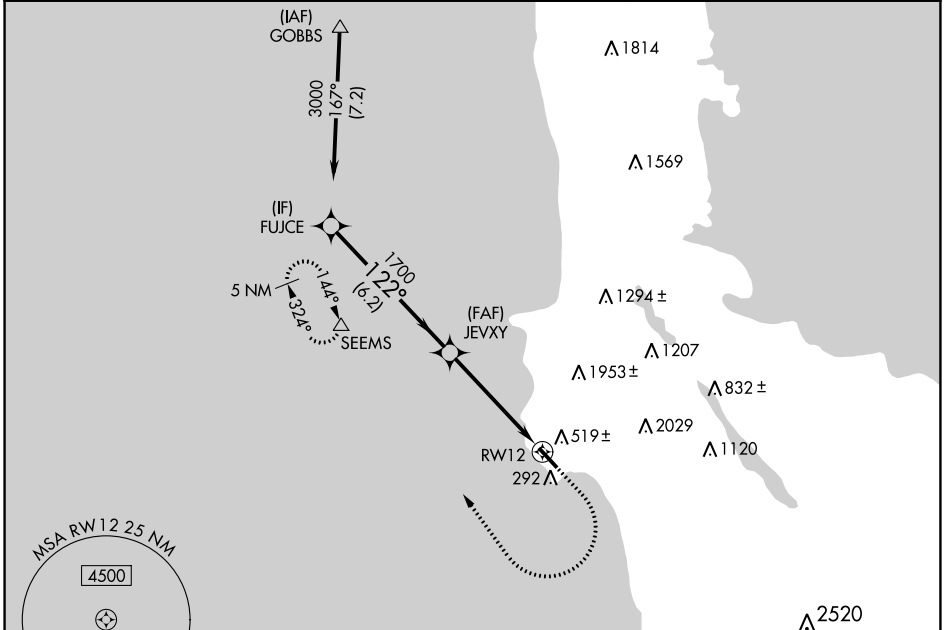 (IAF)
GOBBS
3000
167°
(7.2)
(IF)
FUJCE
1700
122°
(6.2)
5 NM
144°
324°
SEEMS
(FAF)
JEVXY
RW12
292
519±
1814
1569
1294±
1207
1953±
832±
2029
1120
2520
MSA RW12 25 NM
4500